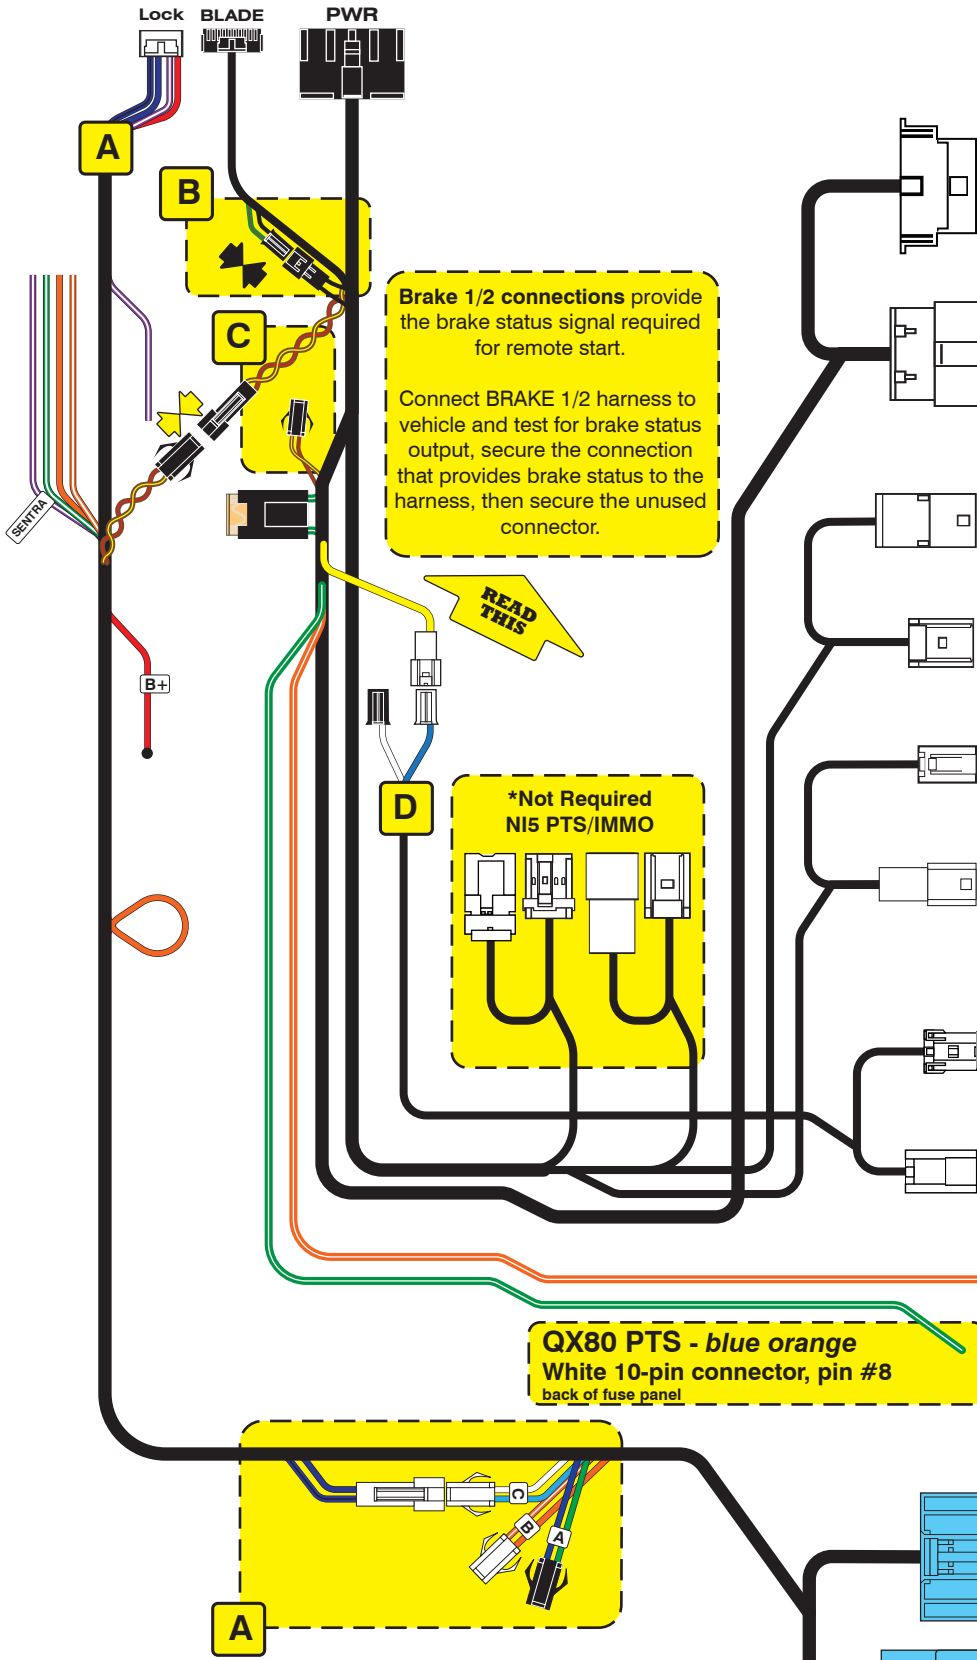 Lock BLADE PWR
A
B
C
Brake 1/2 connections provide
the brake status signal required
for remote start.
Connect BRAKE 1/2 harness to
vehicle and test for brake status
output, secure the connection
that provides brake status to the
harness, then secure the unused
connector.
SENTRA
READ
THIS
B+
D
*Not Required
NI5 PTS/IMMO
QX80 PTS - blue orange
White 10-pin connector, pin #8
back of fuse panel
C
B
A
A